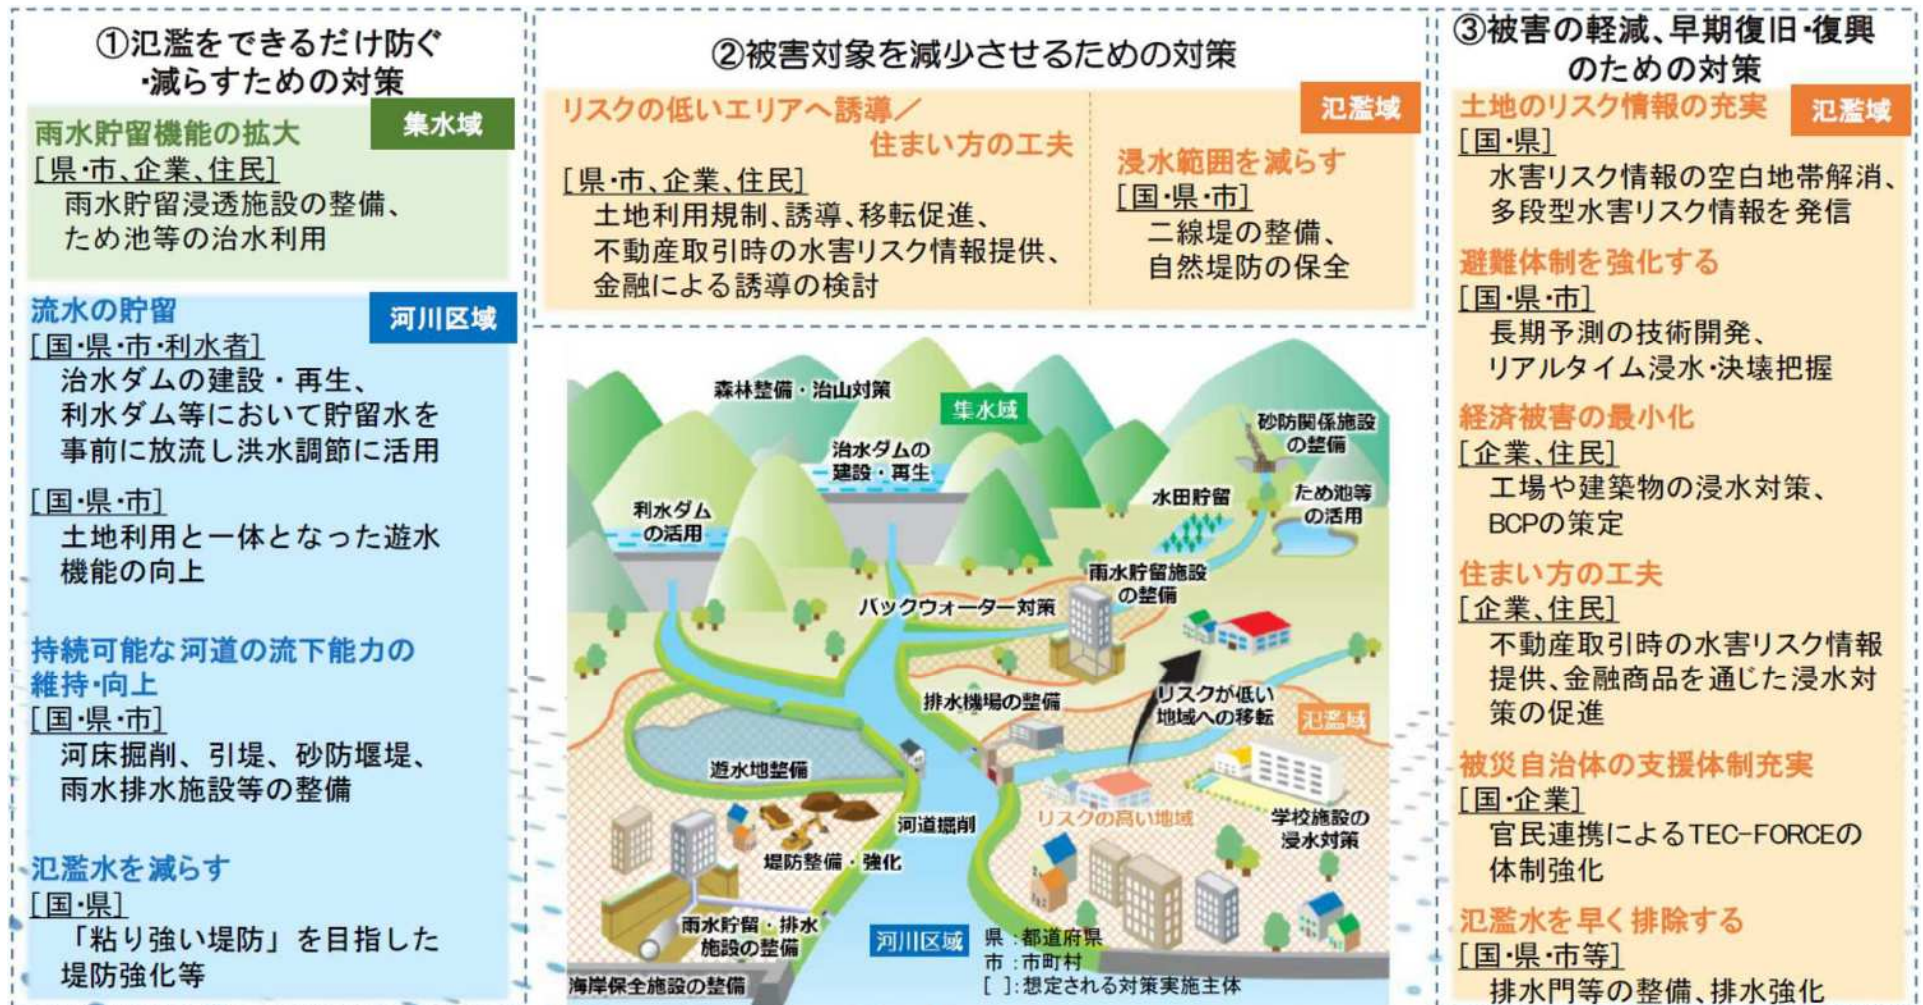 ①氾濫をできるだけ防ぐ
・減らすための対策
集水域
雨水貯留機能の拡大
[県・市、企業、住民]
雨水貯留浸透施設の整備、
ため池等の治水利用
河川区域
流水の貯留
[国・県・市・利水者]
治水ダムの建設・再生、
利水ダム等において貯留水を
事前に放流し洪水調節に活用
[国・県・市]
土地利用と一体となった遊水
機能の向上
持続可能な河道の流下能力の
維持・向上
[国・県・市]
河床掘削、引堤、砂防堰堤、
雨水排水施設等の整備
氾濫水を減らす
[国・県]
「粘り強い堤防」を目指した
堤防強化等
②被害対象を減少させるための対策
氾濫域
リスクの低いエリアへ誘導／
住まい方の工夫
[県・市、企業、住民]
土地利用規制、誘導、移転促進、
不動産取引時の水害リスク情報提供、
金融による誘導の検討
浸水範囲を減らす
[国・県・市]
二線堤の整備、
自然堤防の保全
森林整備・治山対策
集水域
砂防関係施設
の整備
治水ダムの
建設・再生
水田貯留
ため池等
の活用
利水ダム
の活用
雨水貯留施設
の整備
バックウォーター対策
排水機場の整備
リスクが低い
地域への移転
氾濫域
遊水地整備
河道掘削
リスクの高い地域
学校施設の
浸水対策
堤防整備・強化
雨水貯留・排水
施設の整備
河川区域
県：都道府県
市：市町村
[ ]：想定される対策実施主体
海岸保全施設の整備
③被害の軽減、早期復旧・復興
のための対策
氾濫域
土地のリスク情報の充実
[国・県]
水害リスク情報の空白地帯解消、
多段型水害リスク情報を発信
避難体制を強化する
[国・県・市]
長期予測の技術開発、
リアルタイム浸水・決壊把握
経済被害の最小化
[企業、住民]
工場や建築物の浸水対策、
BCPの策定
住まい方の工夫
[企業、住民]
不動産取引時の水害リスク情報
提供、金融商品を通じた浸水対
策の促進
被災自治体の支援体制充実
[国・企業]
官民連携によるTEC-FORCEの
体制強化
氾濫水を早く排除する
[国・県・市等]
排水門等の整備、排水強化